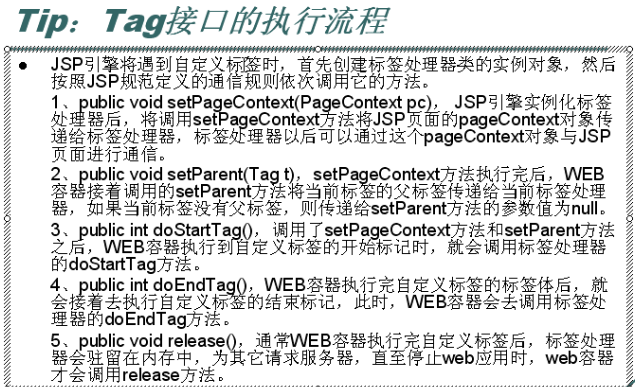 Tip：Tag接口的执行流程
● JSP引擎将遇到自定义标签时，首先创建标签处理器类的实例对象，然后
按照JSP规范定义的通信规则依次调用它的方法。
1、public void setPageContext(PageContext pc)， JSP引擎实例化标签
处理器后，将调用setPageContext方法将JSP页面的pageContext对象传
递给标签处理器，标签处理器以后可以通过这个pageContext对象与JSP
页面进行通信。
2、public void setParent(Tag t)，setPageContext方法执行完后，WEB
容器接着调用的setParent方法将当前标签的父标签传递给当前标签处理
器，如果当前标签没有父标签，则传递给setParent方法的参数值为null。
3、public int doStartTag()，调用了setPageContext方法和setParent方法
之后，WEB容器执行到自定义标签的开始标记时，就会调用标签处理器
的doStartTag方法。
4、public int doEndTag()，WEB容器执行完自定义标签的标签体后，就
会接着去执行自定义标签的结束标记，此时，WEB容器会去调用标签处
理器的doEndTag方法。
5、public void release()，通常WEB容器执行完自定义标签后，标签处理
器会驻留在内存中，为其它请求服务器，直至停止web应用时，web容器
才会调用release方法。